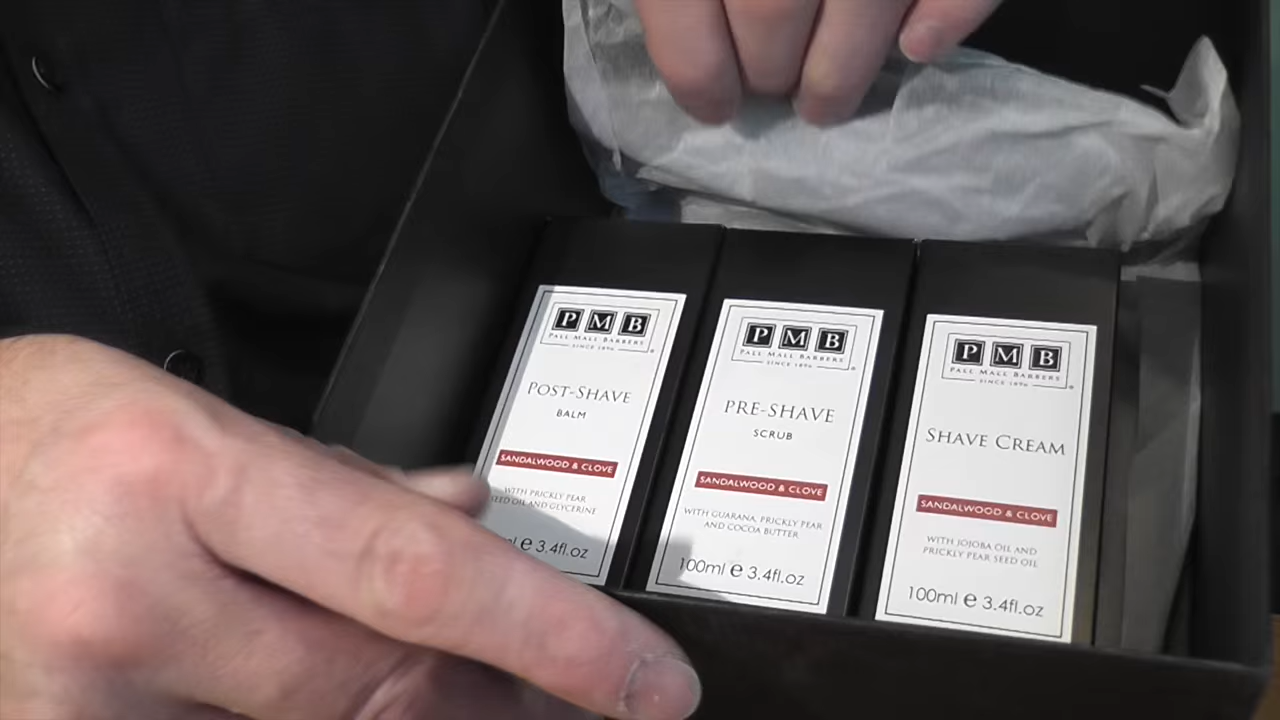 PMB
PALL MALL BARBERS
SINCE 1896
POST-SHAVE
BALM
SANDALWOOD & CLOVE
WITH PRICKLY PEAR
SEED OIL AND GLYCERINE
e 3.4fl.oz
PMB
PALL MALL BARBERS
SINCE 1896
PRE-SHAVE
SCRUB
SANDALWOOD & CLOVE
WITH GUARANA, PRICKLY PEAR
AND COCOA BUTTER
100ml e 3.4fl.oz
PMB
PALL MALL BARBERS
SINCE 1896
SHAVE CREAM
SANDALWOOD & CLOVE
WITH JOJOBA OIL AND
PRICKLY PEAR SEED OIL
100ml e 3.4fl.oz